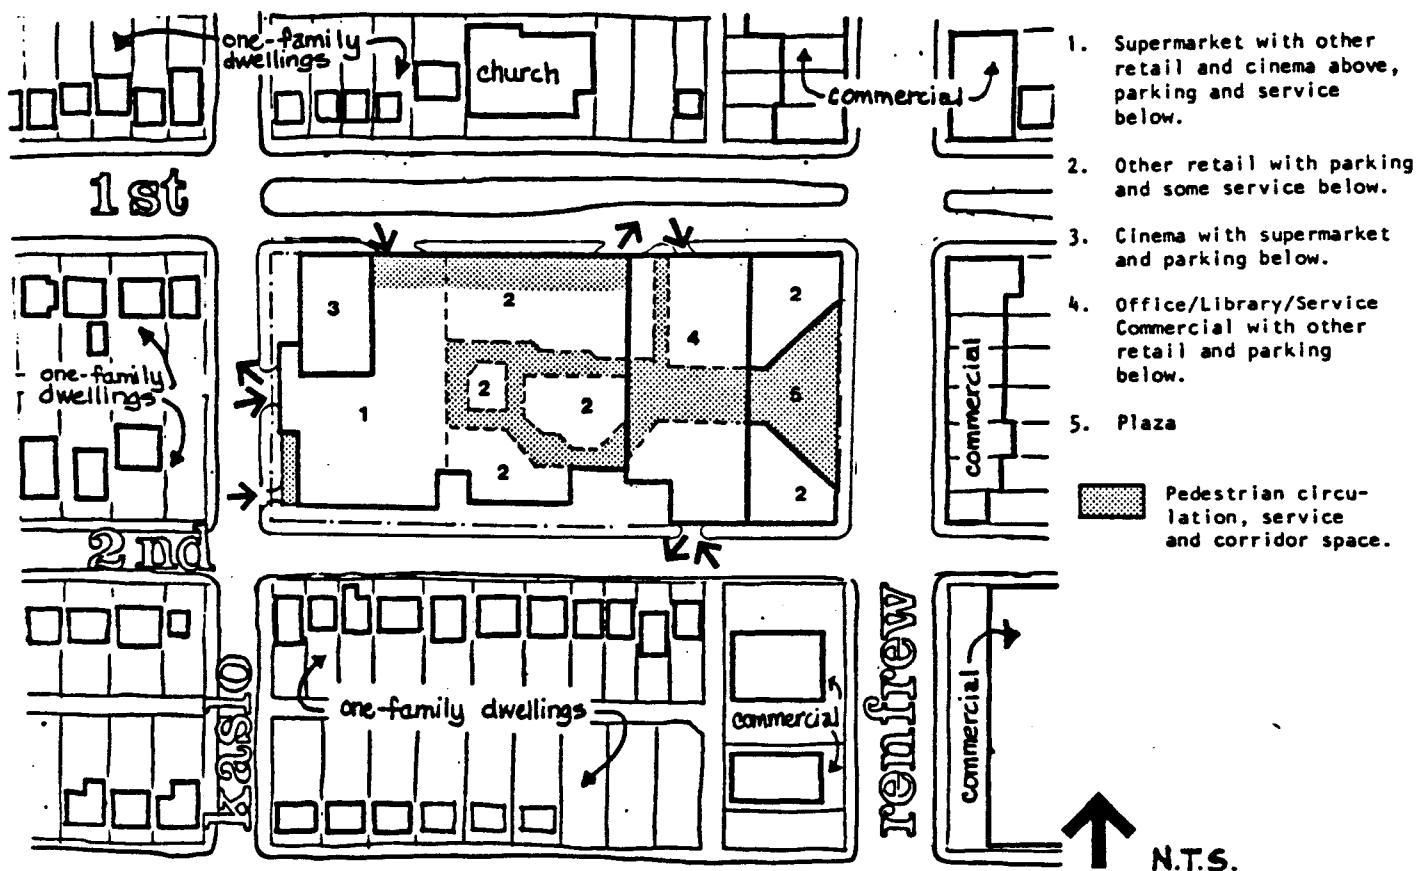 one-family
dwellings
church
commercial
1st
3
2
2
4
one-family
dwellings
1
2
2
5
2
2
commercial
2nd
kaslo
one-family dwellings
commercial
renfrew
commercial
1. Supermarket with other
retail and cinema above,
parking and service
below.
2. Other retail with parking
and some service below.
3. Cinema with supermarket
and parking below.
4. Office/Library/Service
Commercial with other
retail and parking
below.
5. Plaza
Pedestrian circu-
lation, service
and corridor space.
N.T.S.